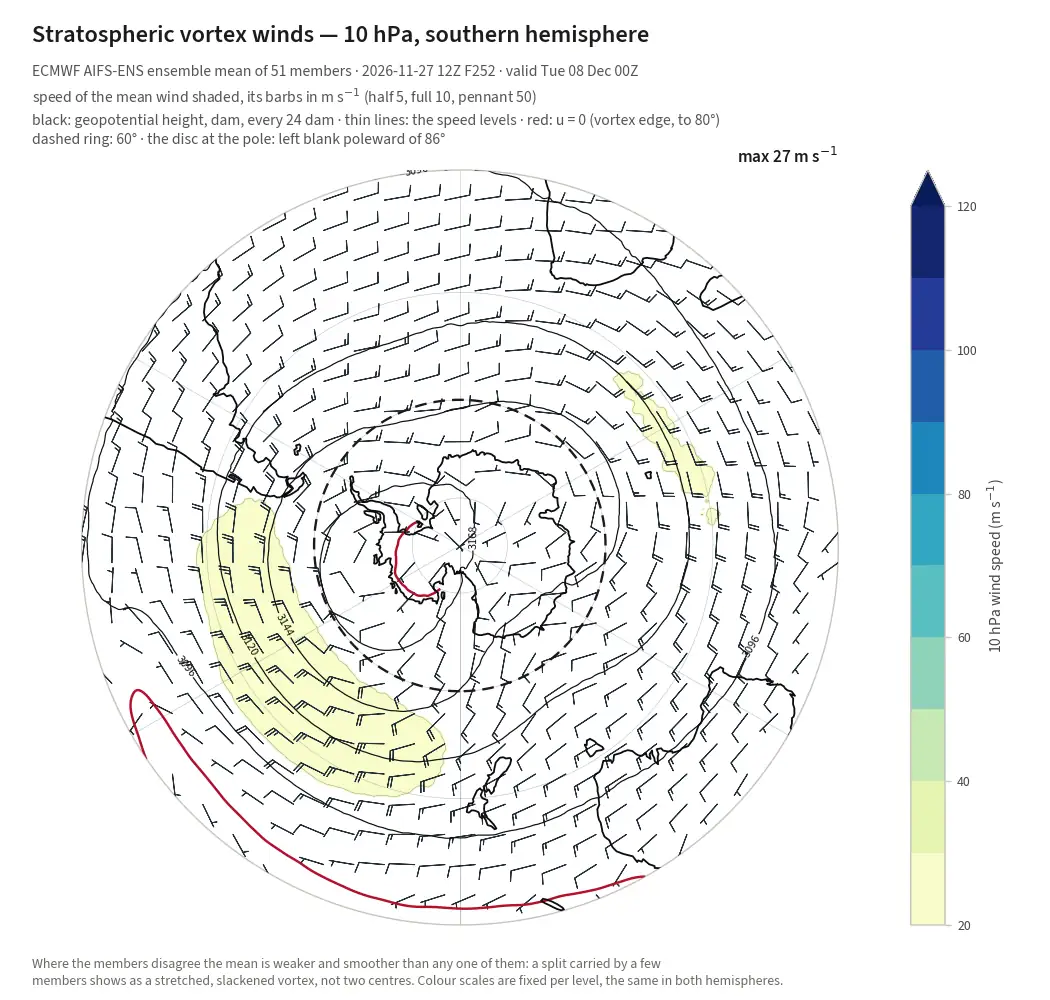 Stratospheric vortex winds — 10 hPa, southern hemisphere
ECMWF AIFS-ENS ensemble mean of 51 members · 2026-11-27 12Z F252 · valid Tue 08 Dec 00Z
speed of the mean wind shaded, its barbs in m s⁻¹ (half 5, full 10, pennant 50)
black: geopotential height, dam, every 24 dam · thin lines: the speed levels · red: u = 0 (vortex edge, to 80°)
dashed ring: 60° · the disc at the pole: left blank poleward of 86°
max 27 m s⁻¹
120
100
80
60
40
20
10 hPa wind speed (m s⁻¹)
3168
3144
3096
Where the members disagree the mean is weaker and smoother than any one of them: a split carried by a few
members shows as a stretched, slackened vortex, not two centres. Colour scales are fixed per level, the same in both hemispheres.